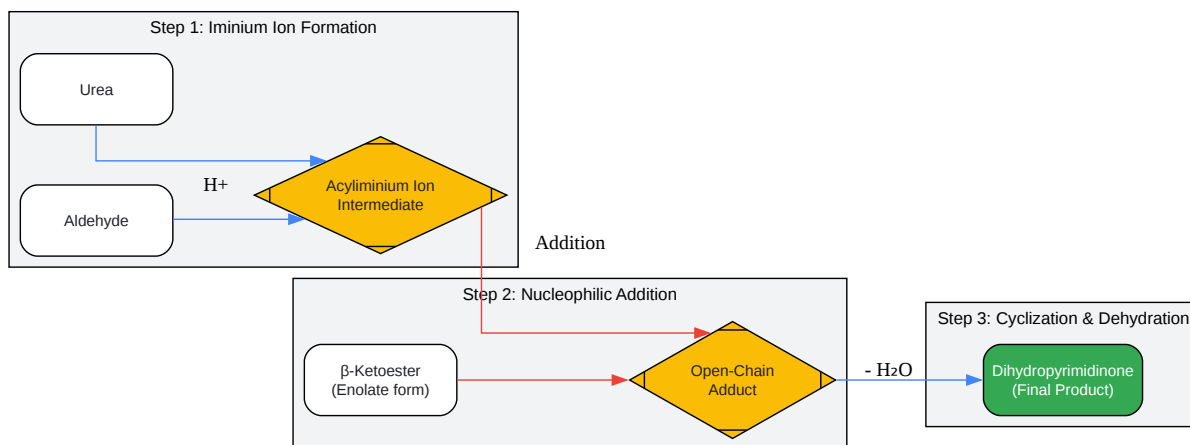 Step 1: Iminium Ion Formation
Urea
H+
Aldehyde
Acyliminium Ion
Intermediate
Addition
Step 2: Nucleophilic Addition
β-Ketoester
(Enolate form)
Open-Chain
Adduct
- H₂O
Step 3: Cyclization & Dehydration
Dihydropyrimidinone
(Final Product)